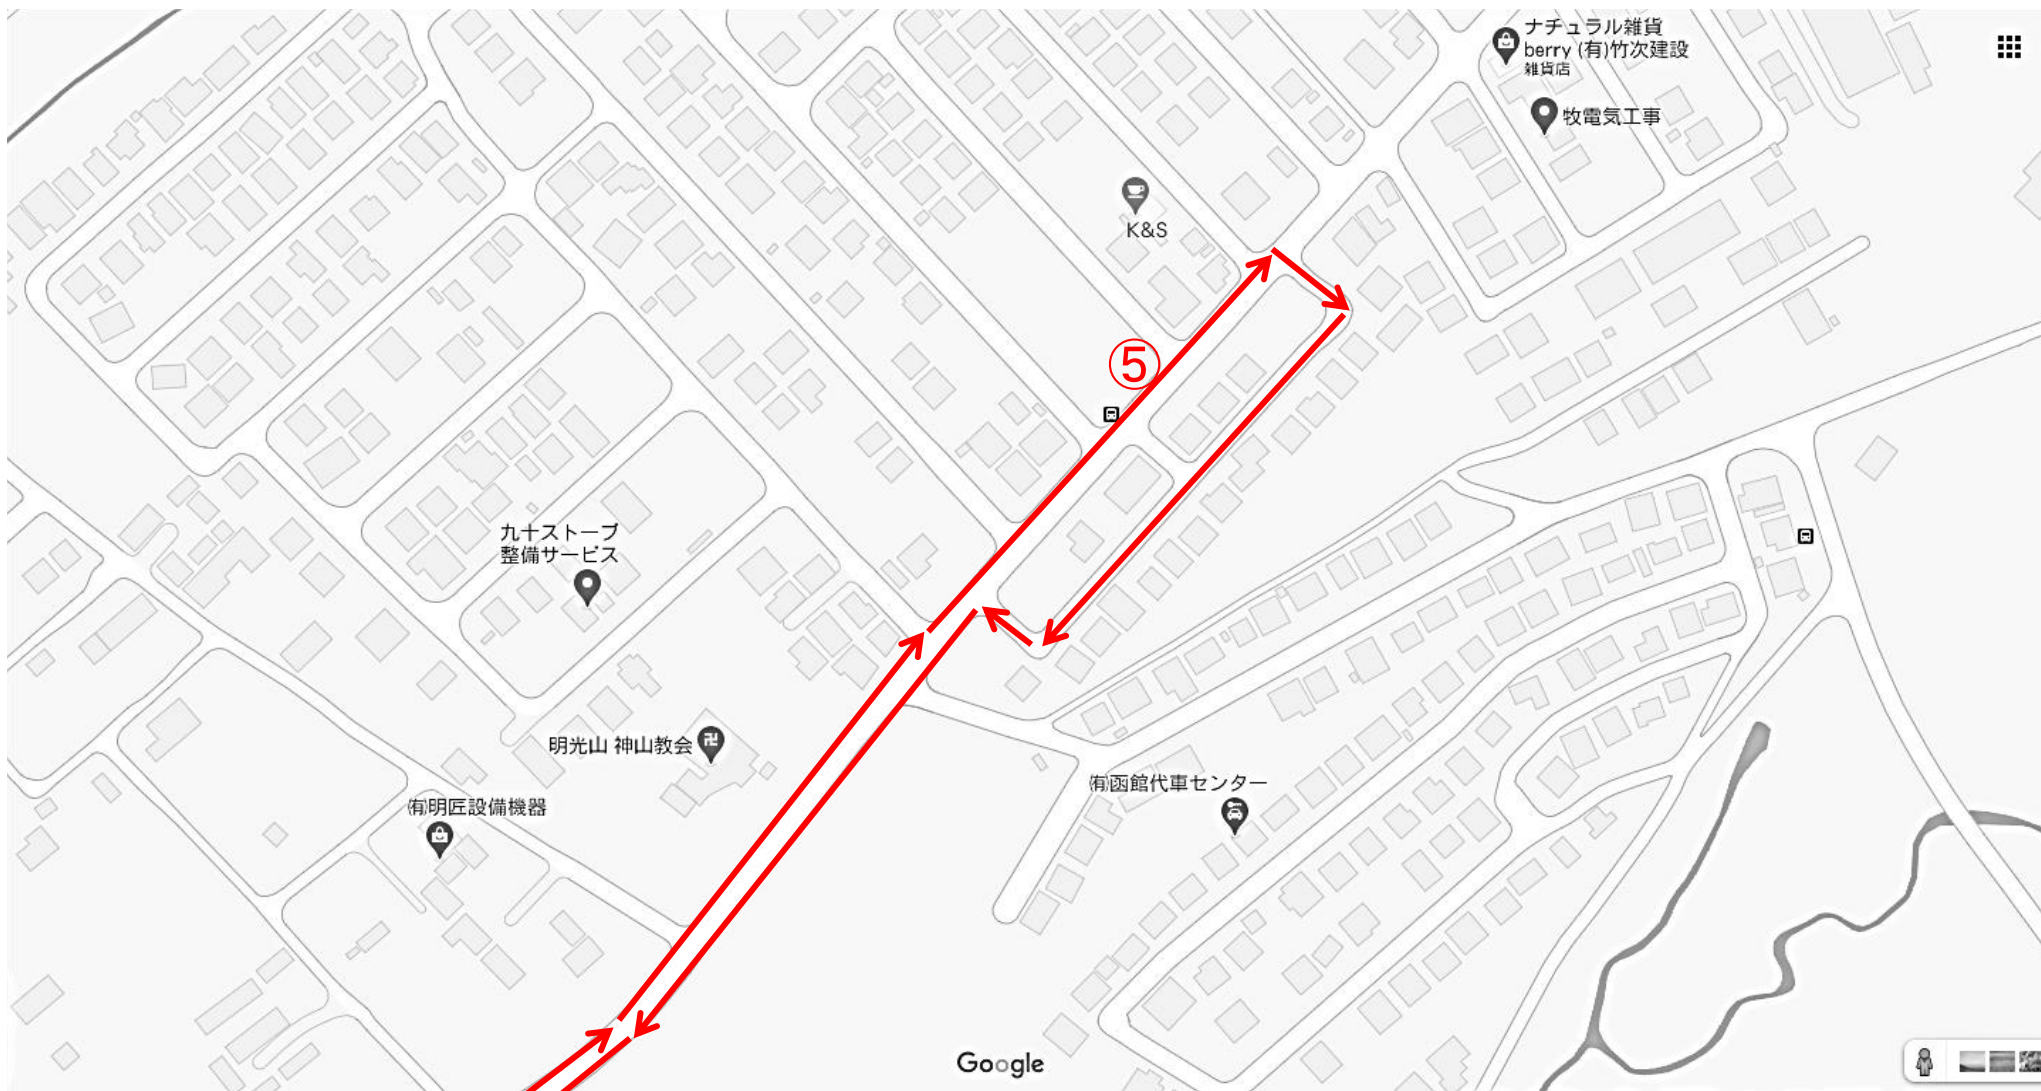 ナチュラル雑貨
berry (有)竹次建設
雑貨店
牧電気工事
K&S
⑤
九十ストーブ
整備サービス
明光山 神山教会
㈲函館代車センター
㈲明匠設備機器
Google